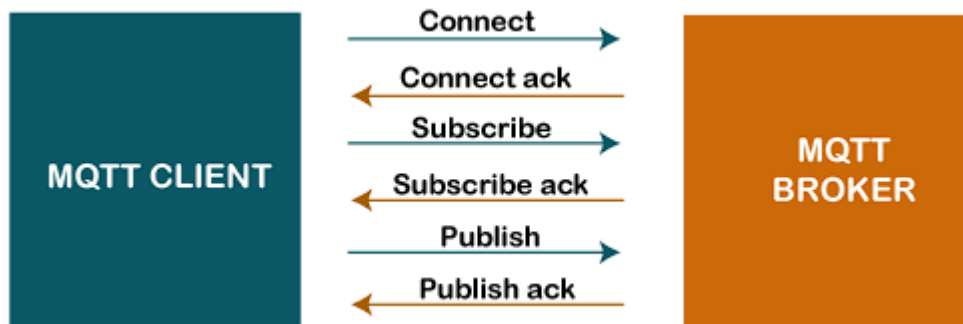 Connect
Connect ack
Subscribe
MQTT CLIENT
MQTT
BROKER
Subscribe ack
Publish
Publish ack